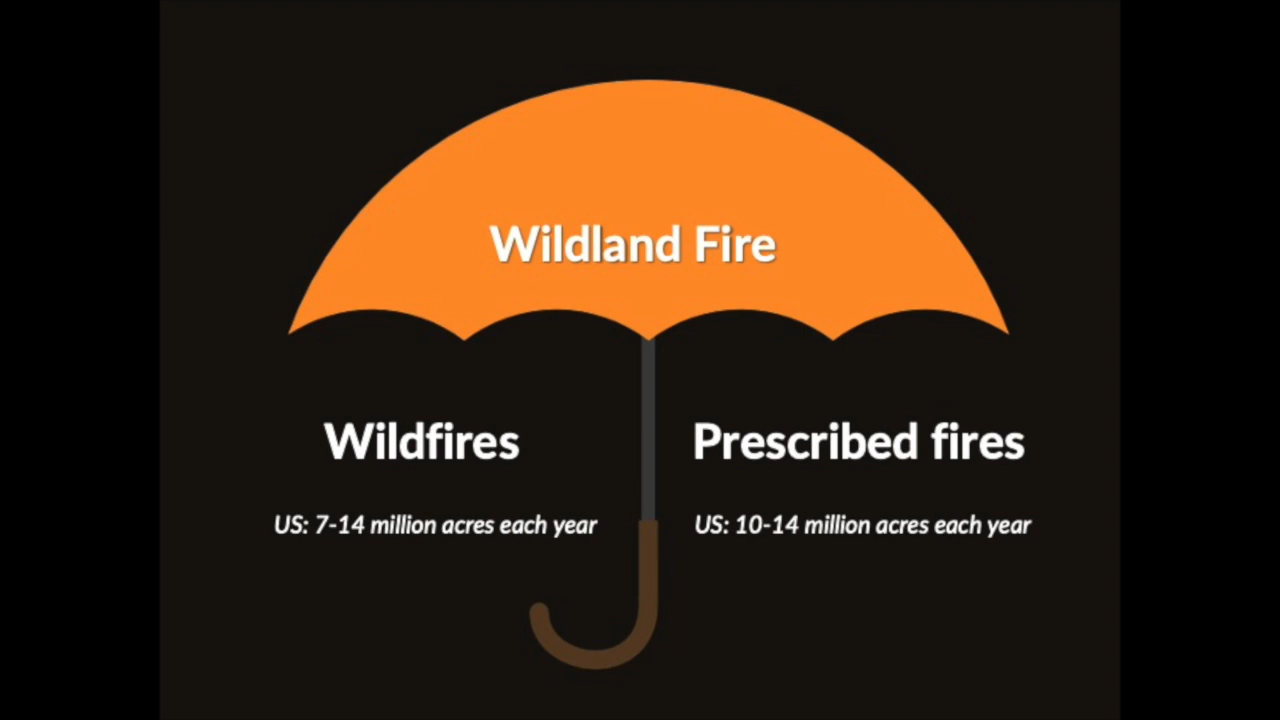 Wildland Fire
Wildfires
Prescribed fires
US: 7-14 million acres each year
US: 10-14 million acres each year